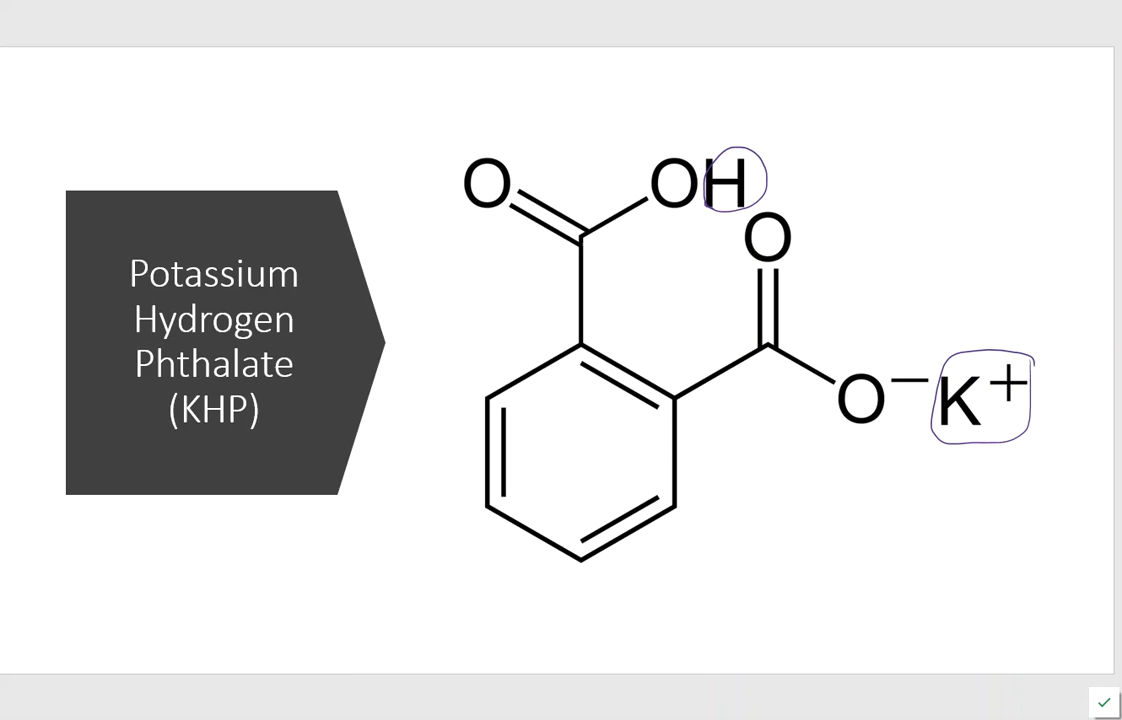 Potassium
Hydrogen
Phthalate
(KHP)
O
OH
O
O⁻
K⁺